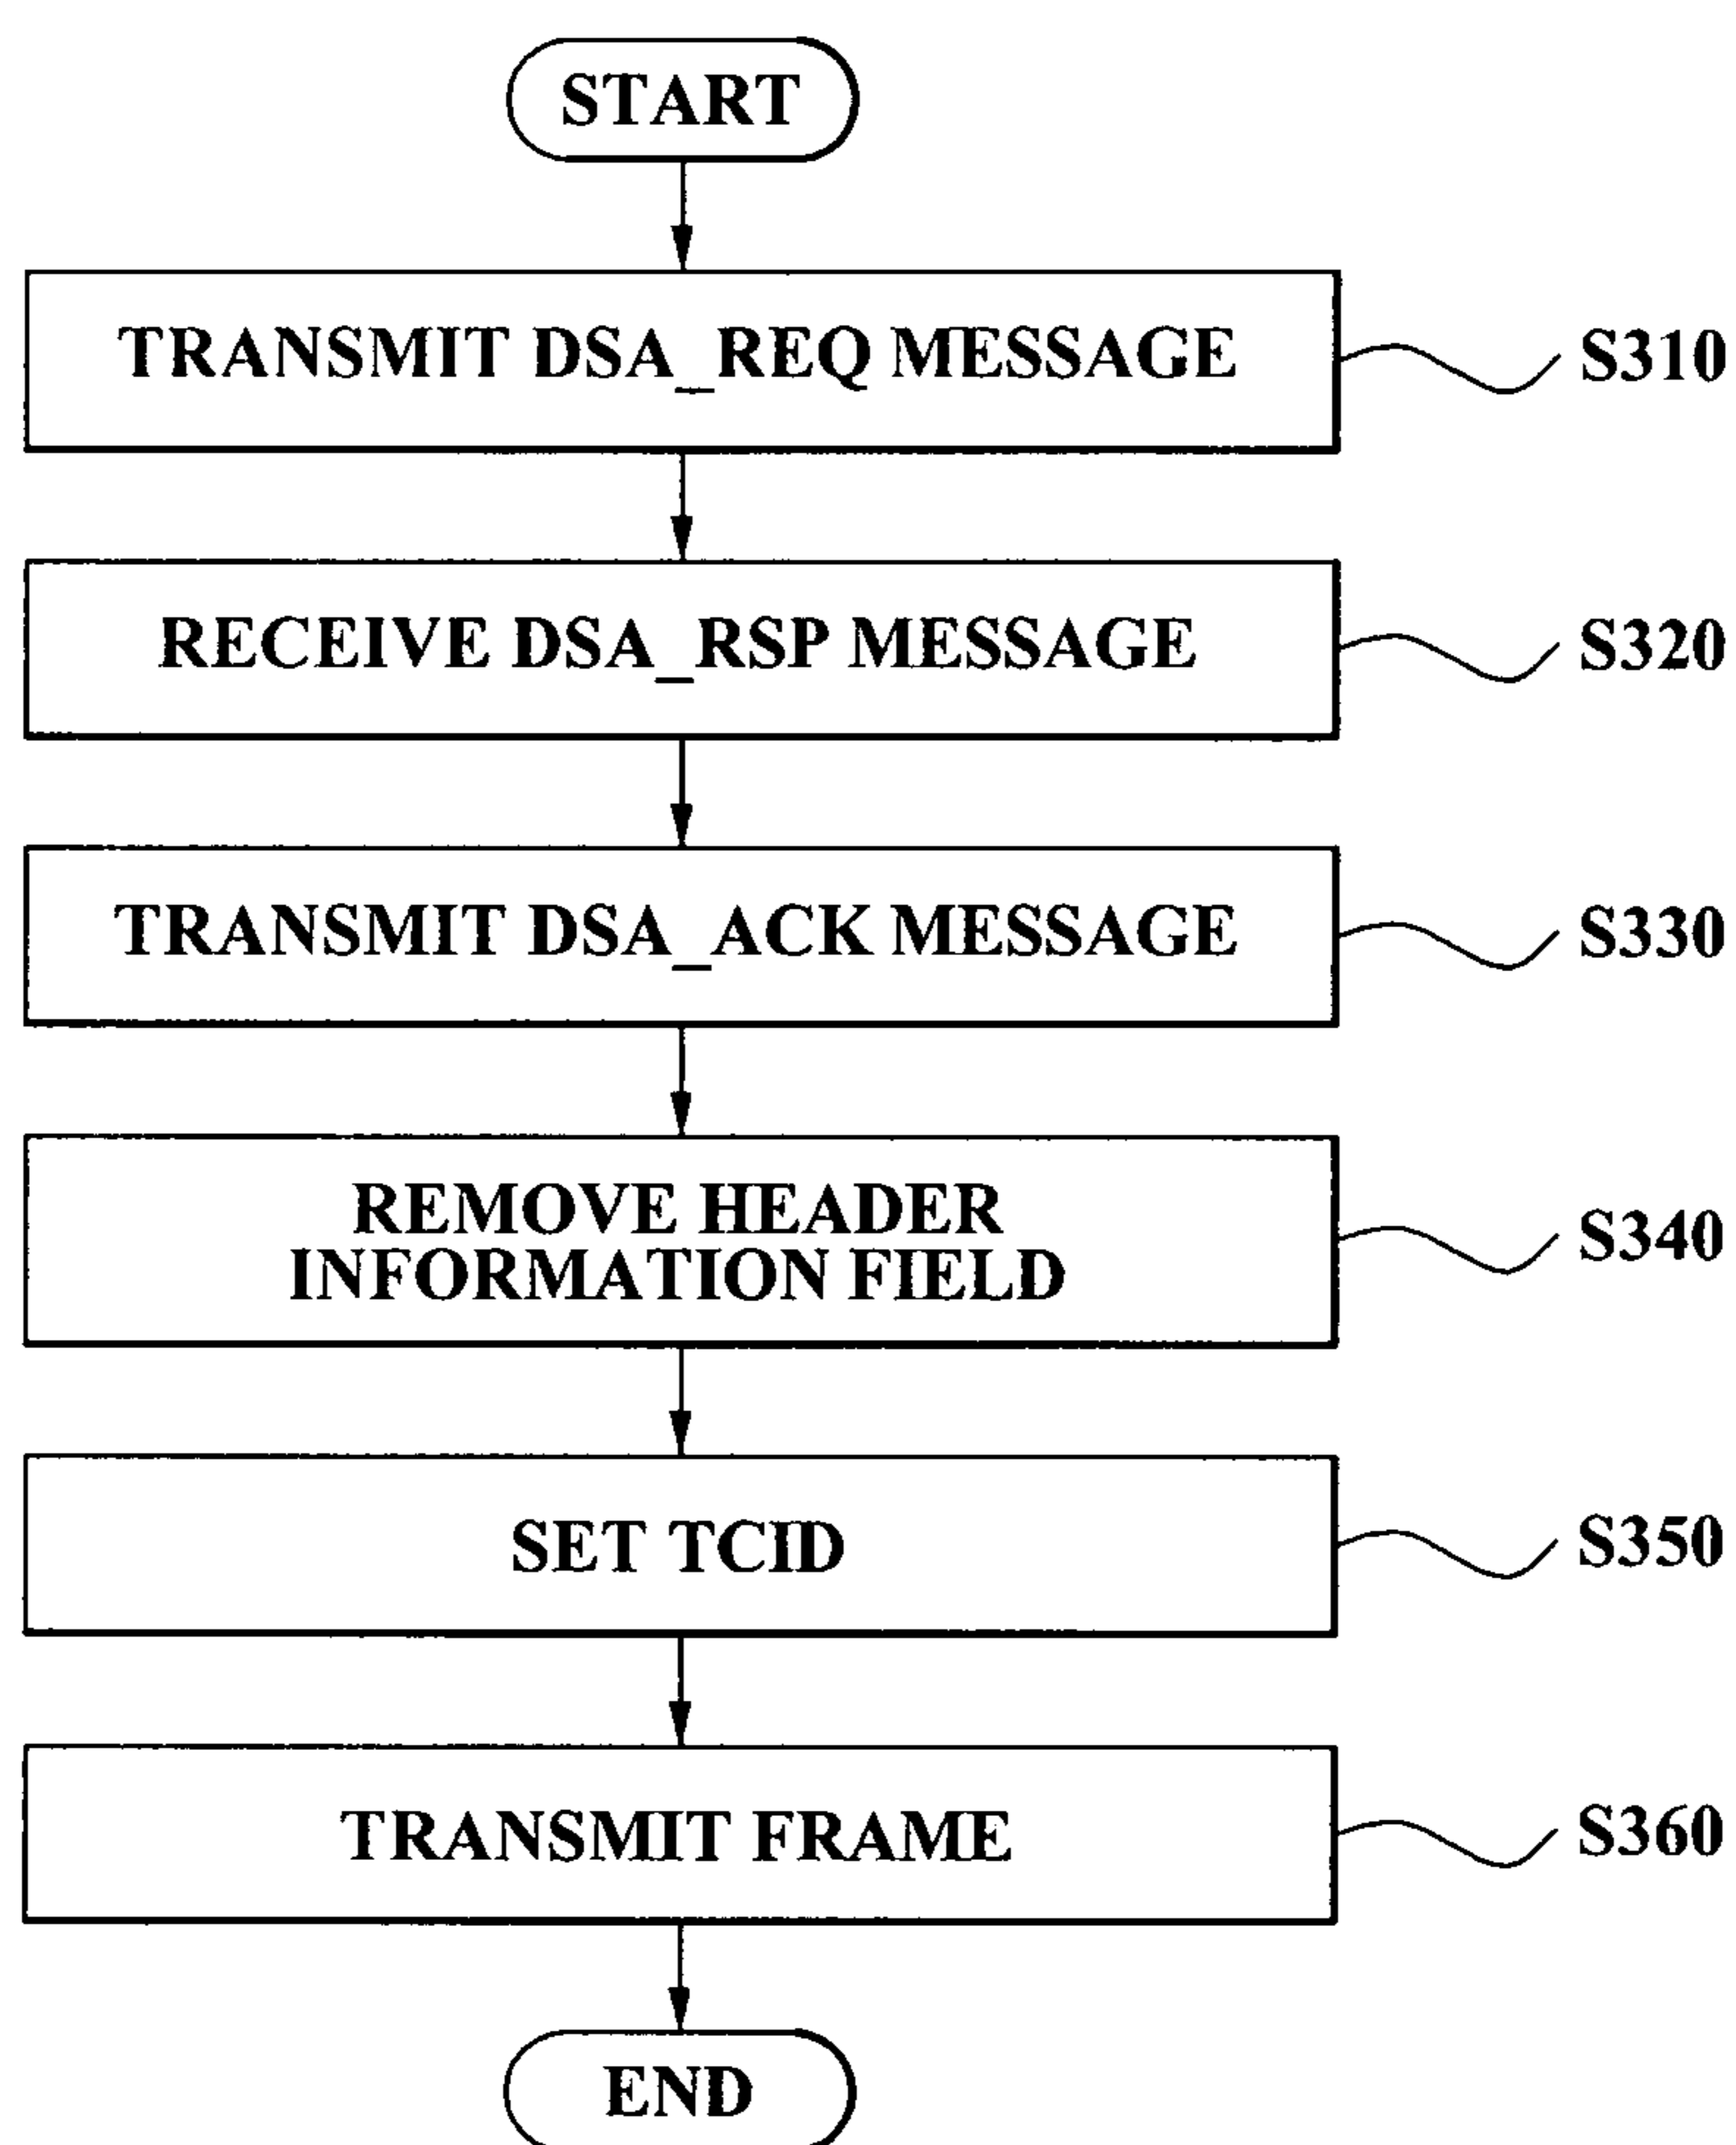 START
TRANSMIT DSA_REQ MESSAGE
S310
RECEIVE DSA_RSP MESSAGE
S320
TRANSMIT DSA_ACK MESSAGE
S330
REMOVE HEADER
INFORMATION FIELD
S340
SET TCID
S350
TRANSMIT FRAME
S360
END